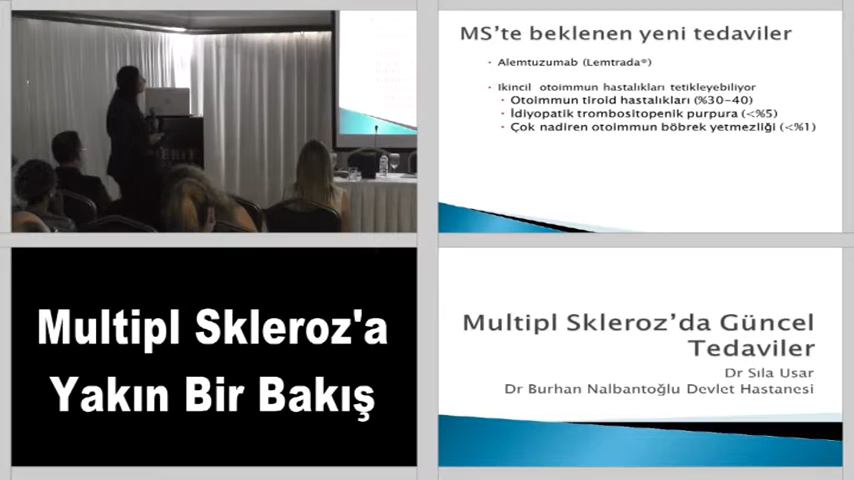 MS'te beklenen yeni tedaviler
• Alemtuzumab (Lemtrada®)
• Ikincil otoimmun hastalıkları tetikleyebiliyor
• Otoimmun tiroid hastalıkları (%30-40)
• İdiyopatik trombositopenik purpura (<%5)
• Çok nadiren otoimmun böbrek yetmezliği (<%1)
Multipl Skleroz'a
Yakın Bir Bakış
Multipl Skleroz'da Güncel
Tedaviler
Dr Sıla Usar
Dr Burhan Nalbantoğlu Devlet Hastanesi